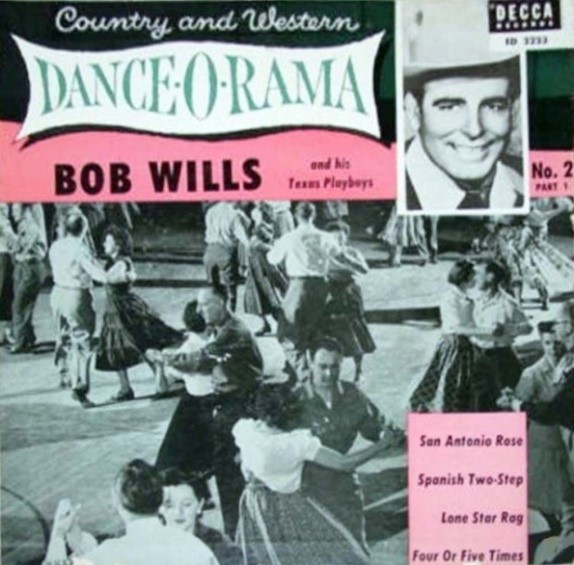 Country and Western
DANCE·O·RAMA
DECCA
RECORDS
ED 2223
BOB WILLS
and his
Texas Playboys
No. 2
PART 1
San Antonio Rose
Spanish Two-Step
Lone Star Rag
Four Or Five Times